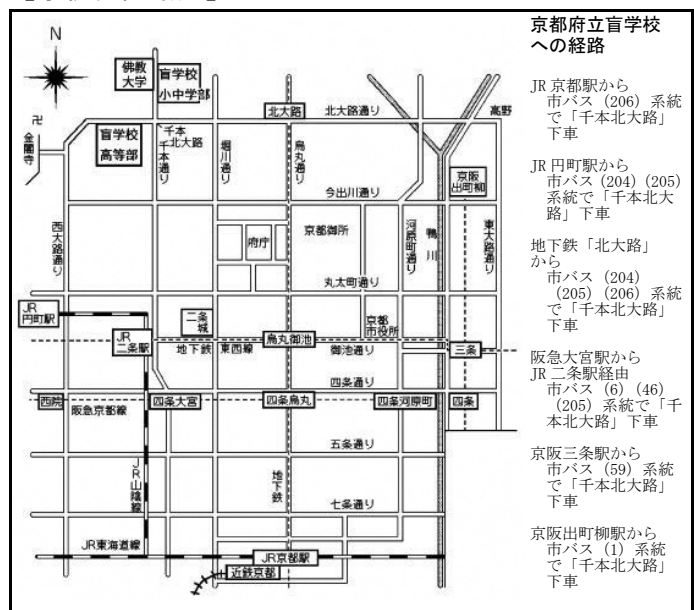 N
佛教
大学
盲学校
小中学部
卍
金閣寺
盲学校
高等部
千本
北大路
千本通り
堀川通り
北大路
烏丸通り
北大路通り
高野
京阪
出町柳
今出川通り
西大路通り
府庁
京都御所
河原町通り
鴨川
東大路通り
丸太町通り
JR
円町駅
JR
二条駅
二条城
地下鉄
東西線
烏丸御池
京都
市役所
御池通り
三条
四条通り
西院
阪急京都線
四条大宮
四条烏丸
四条河原町
四条
五条通り
JR山陰線
地下鉄
七条通り
JR東海道線
JR京都駅
近鉄京都
京都府立盲学校
への経路
JR 京都駅から
市バス (206) 系統
で「千本北大路」
下車
JR 円町駅から
市バス (204) (205)
系統で「千本北大
路」下車
地下鉄「北大路」
から
市バス (204)
(205) (206) 系統
で「千本北大路」
下車
阪急大宮駅から
JR 二条駅経由
市バス (6) (46)
(205) 系統で「千
本北大路」下車
京阪三条駅から
市バス (59) 系統
で「千本北大路」
下車
京阪出町柳駅から
市バス (1) 系統
で「千本北大路」
下車